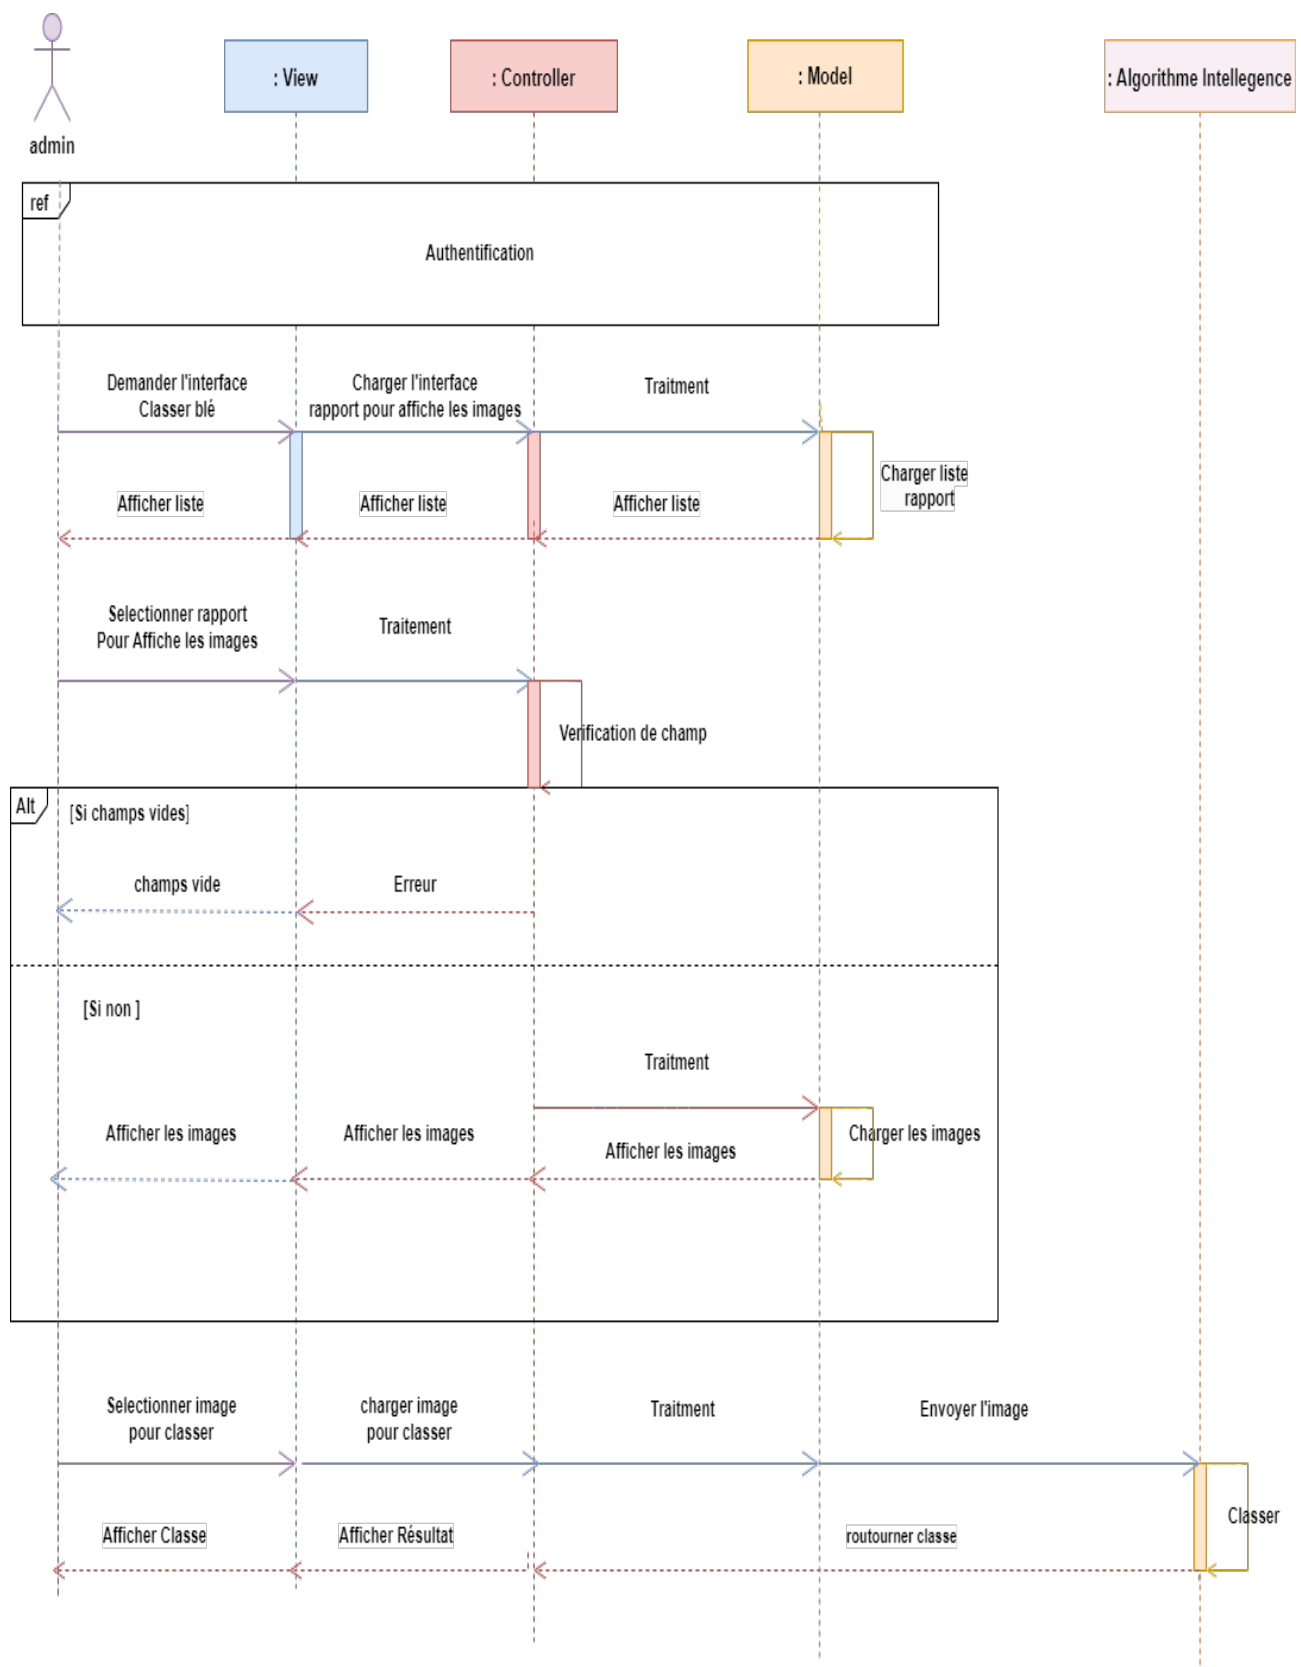 : View
: Controller
: Model
: Algorithme Intellegence
admin
ref
Authentification
Demander l'interface
Classer blé
Charger l'interface
rapport pour affiche les images
Traitment
Charger liste
rapport
Afficher liste
Afficher liste
Afficher liste
Selectionner rapport
Pour Affiche les images
Traitement
Verification de champ
Alt
[Si champs vides]
champs vide
Erreur
[Si non ]
Traitment
Afficher les images
Afficher les images
Afficher les images
Charger les images
Selectionner image
pour classer
charger image
pour classer
Traitment
Envoyer l'image
Classer
Afficher Classe
Afficher Résultat
routourner classe